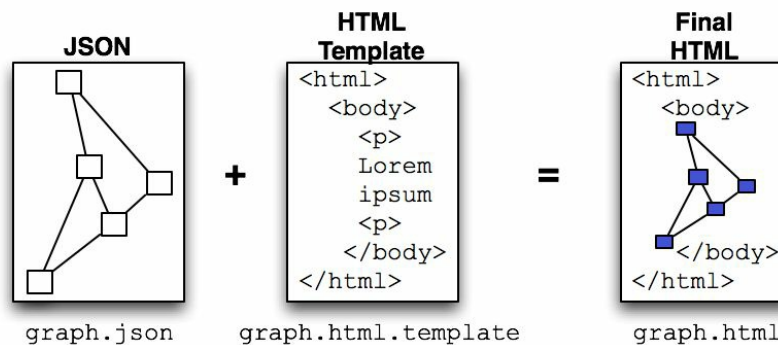 JSON
graph.json
+
HTML
Template
<html>
<body>
<p>
Lorem
ipsum
<p>
</body>
</html>
graph.html.template
=
Final
HTML
<html>
<body>
</body>
</html>
graph.html